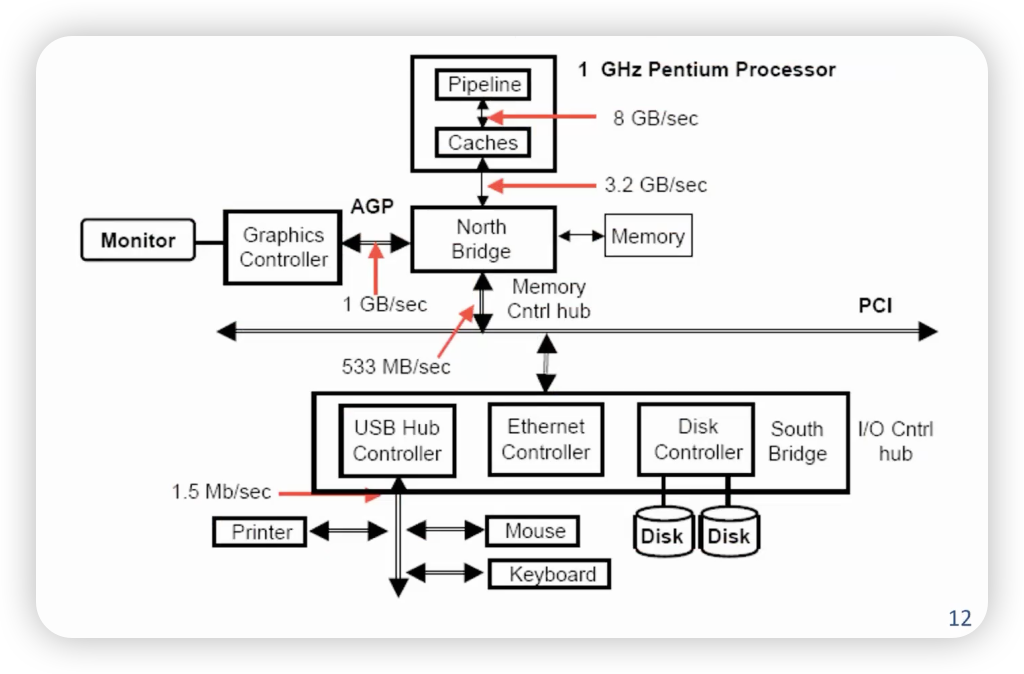 1 GHz Pentium Processor
Pipeline
8 GB/sec
Caches
3.2 GB/sec
AGP
Monitor
Graphics
Controller
North
Bridge
Memory
1 GB/sec
Memory
Cntrl hub
PCI
533 MB/sec
USB Hub
Controller
Ethernet
Controller
Disk
Controller
South
Bridge
I/O Cntrl
hub
1.5 Mb/sec
Printer
Mouse
Disk
Disk
Keyboard
12